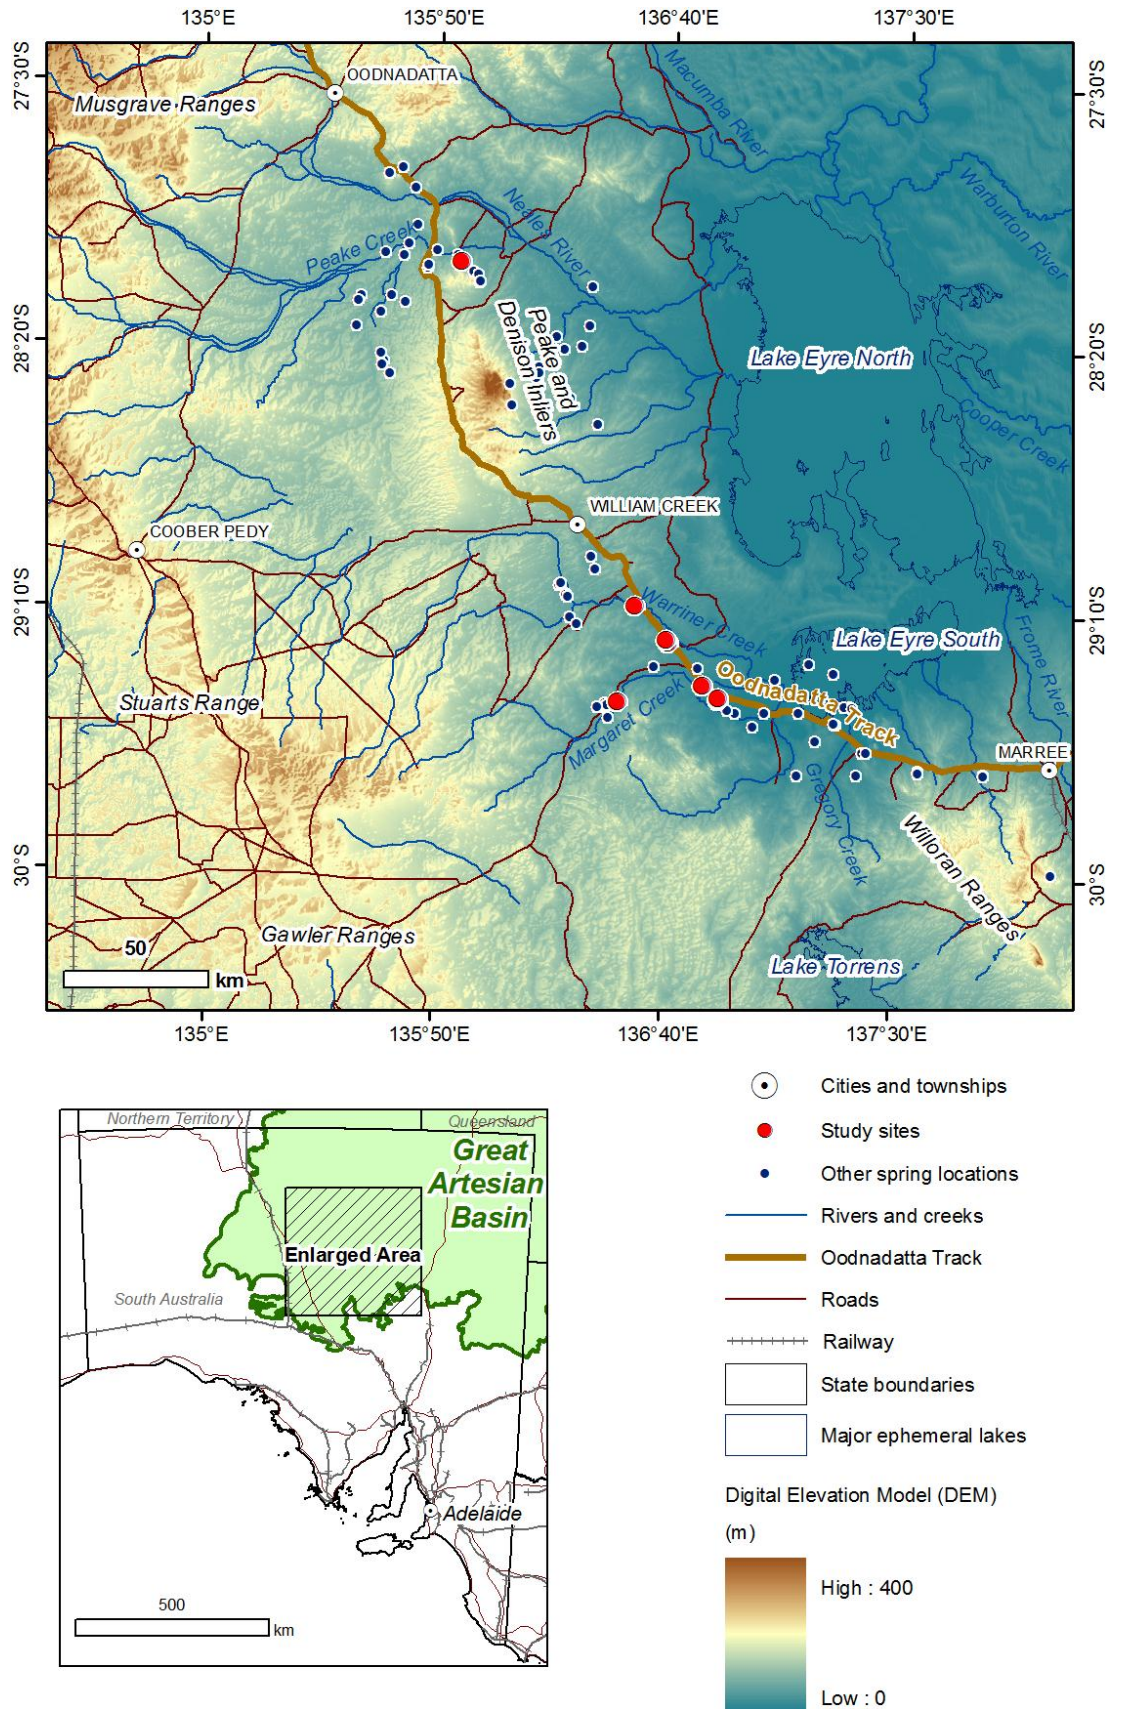 135°E
135°50'E
136°40'E
137°30'E
27°30'S
27°30'S
OODNADATTA
Musgrave Ranges
Macumba River
Warburton River
Neales River
Peake Creek
28°20'S
28°20'S
Peake and
Denison Inliers
Lake Eyre North
Cooper Creek
WILLIAM CREEK
COOBER PEDY
29°10'S
29°10'S
Warriner Creek
Lake Eyre South
Frome River
Oodnadatta Track
Stuarts Range
Margaret Creek
MARREE
Gregory Creek
Willoran Ranges
30°S
30°S
Gawler Ranges
Lake Torrens
50
km
135°E
135°50'E
136°40'E
137°30'E
Northern Territory
Queensland
Great
Artesian
Basin
Enlarged Area
South Australia
Adelaide
500
km
Cities and townships
Study sites
Other spring locations
Rivers and creeks
Oodnadatta Track
Roads
Railway
State boundaries
Major ephemeral lakes
Digital Elevation Model (DEM)
(m)
High : 400
Low : 0